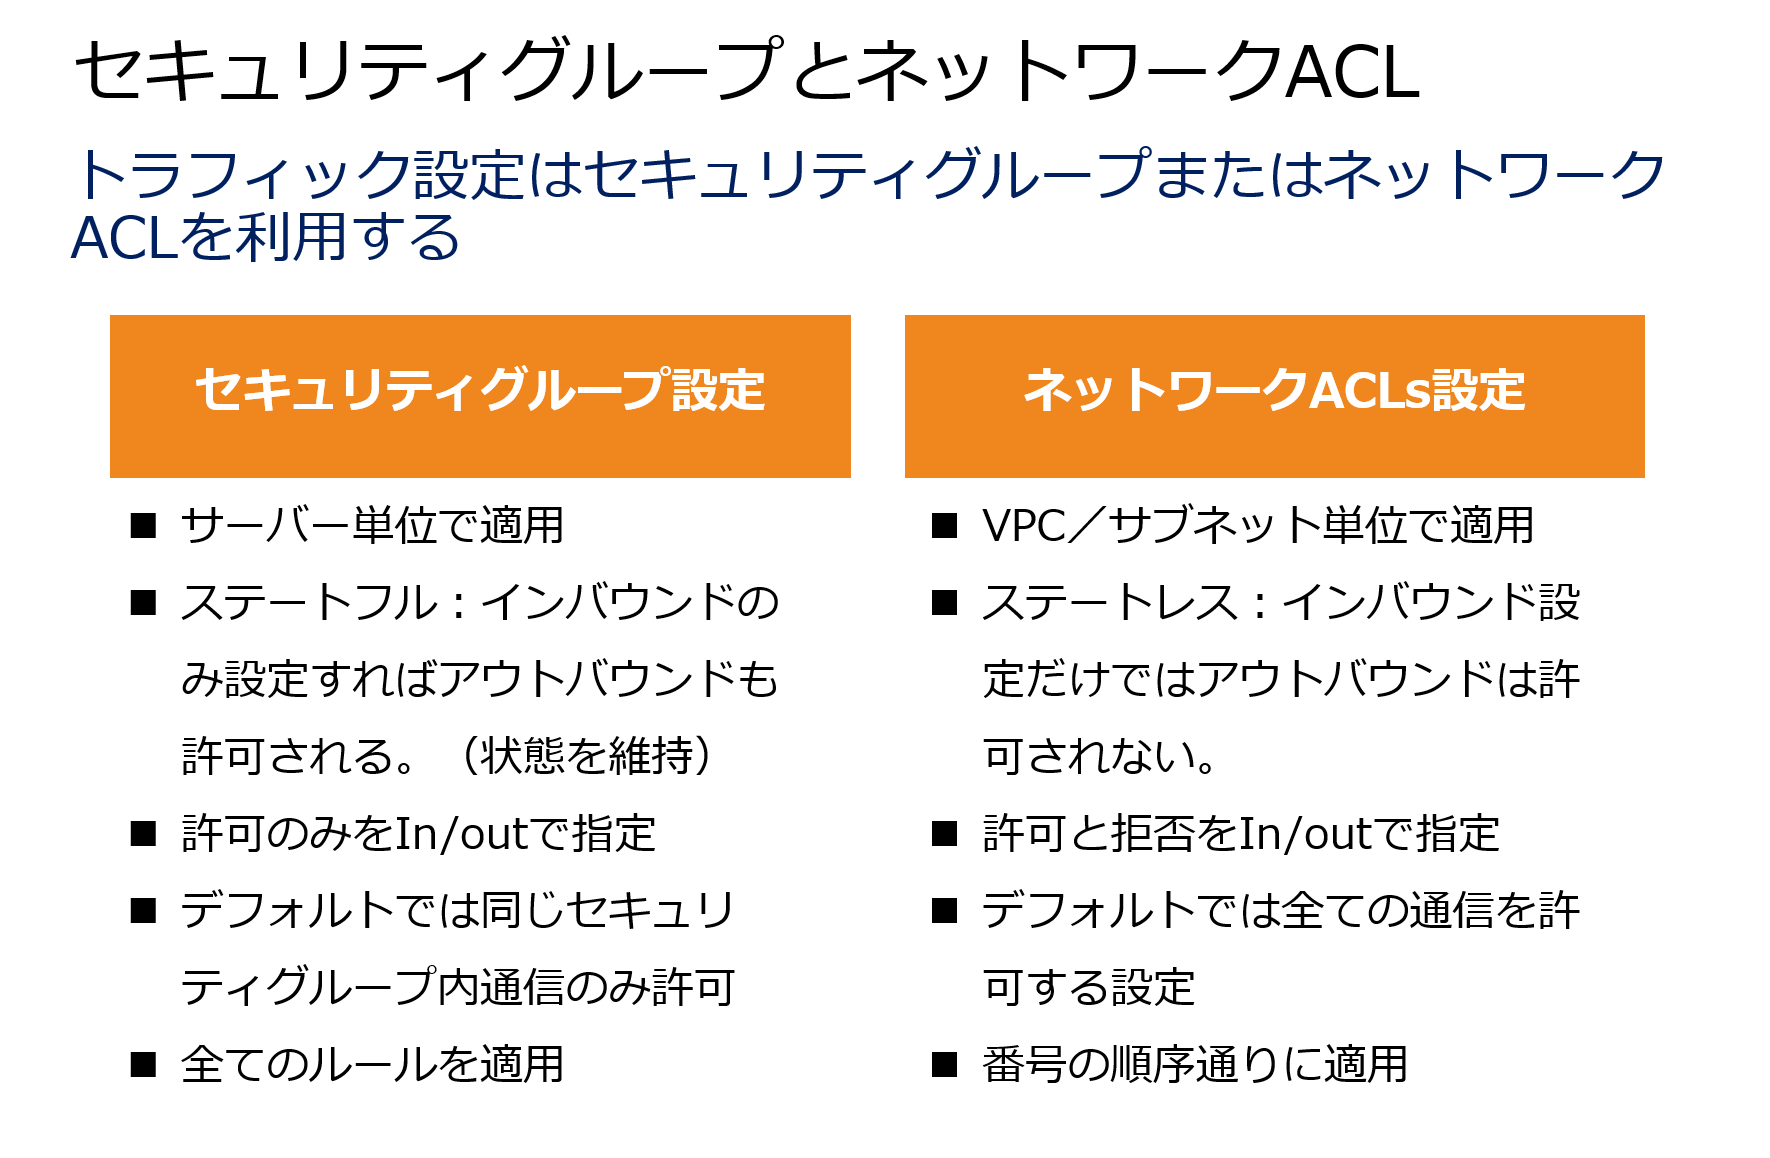 セキュリティグループとネットワークACL
トラフィック設定はセキュリティグループまたはネットワーク
ACLを利用する
セキュリティグループ設定
■ サーバー単位で適用
■ ステートフル：インバウンドの
み設定すればアウトバウンドも
許可される。（状態を維持）
■ 許可のみをIn/outで指定
■ デフォルトでは同じセキュリ
ティグループ内通信のみ許可
■ 全てのルールを適用
ネットワークACLs設定
■ VPC／サブネット単位で適用
■ ステートレス：インバウンド設
定だけではアウトバウンドは許
可されない。
■ 許可と拒否をIn/outで指定
■ デフォルトでは全ての通信を許
可する設定
■ 番号の順序通りに適用